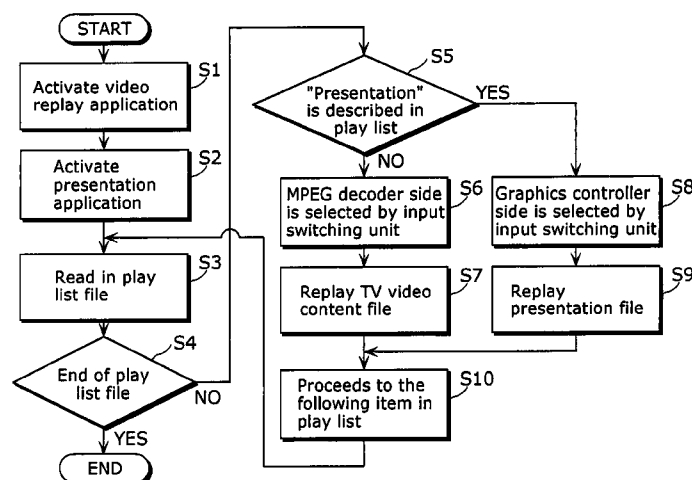 START
S1
Activate video
replay application
S2
Activate
presentation
application
S3
Read in play
list file
S4
End of play
list file
NO
YES
END
S5
"Presentation"
is described in
play list
YES
NO
S6
MPEG decoder side
is selected by input
switching unit
S7
Replay TV video
content file
S8
Graphics controller
side is selected by
input switching unit
S9
Replay
presentation file
S10
Proceeds to the
following item in
play list